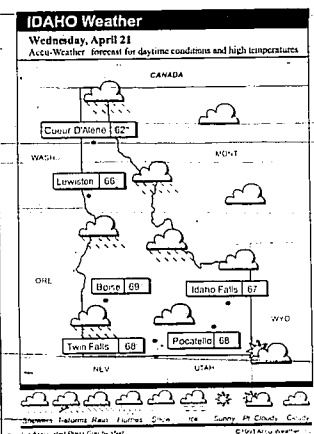 IDAHO Weather
Wednesday, April 21
Accu-Weather forecast for daytime conditions and high temperatures
CANADA
Coeur D'Alene 62°
WASH.
MONT
Lewiston 66°
ORE
Boise 69°
Idaho Falls 67
WYO
Twin Falls 68°
Pocatello 68
NEV
UTAH
Showers T-storms Rain Flurries Snow Ice Sunny Pt. Cloudy Cloudy
Accu-Weather